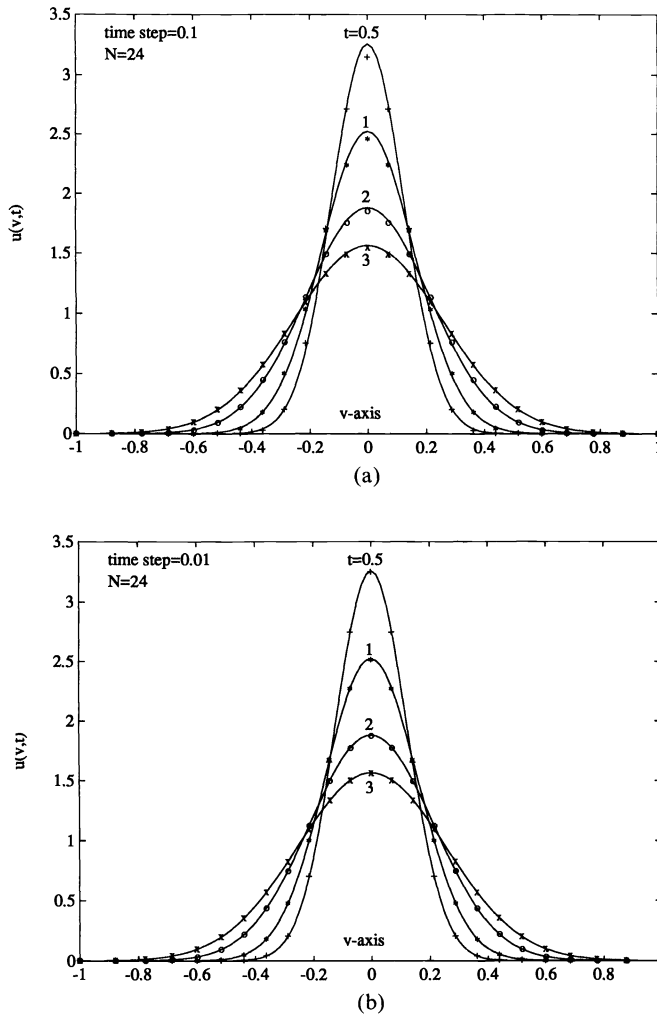 3.5
time step=0.1
t=0.5
N=24
3
1
2.5
2
2
u(v,t)
1.5
3
1
0.5
v-axis
0
-1 -0.8 -0.6 -0.4 -0.2 0 0.2 0.4 0.6 0.8 1
(a)
3.5
time step=0.01
t=0.5
N=24
3
1
2.5
2
2
u(v,t)
1.5
3
1
0.5
v-axis
0
-1 -0.8 -0.6 -0.4 -0.2 0 0.2 0.4 0.6 0.8
(b)